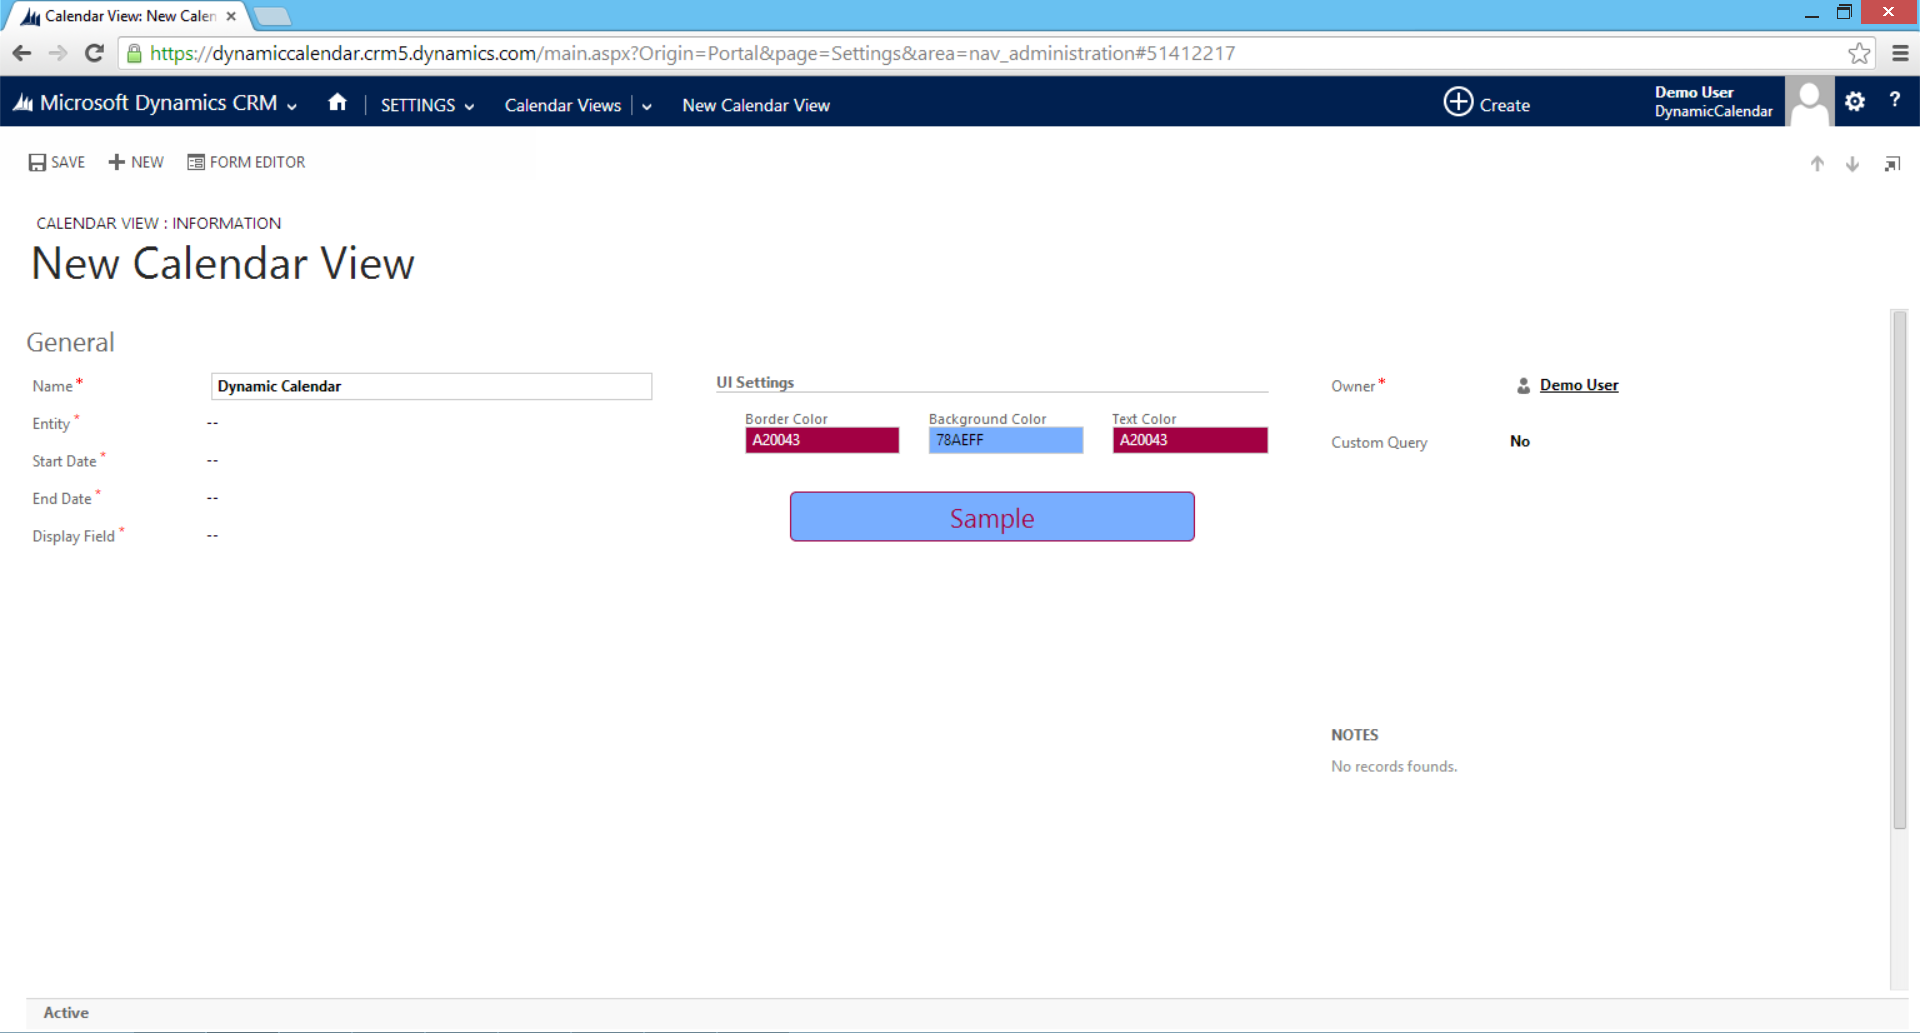 Calendar View: New Calen
https://dynamiccalendar.crm5.dynamics.com/main.aspx?Origin=Portal&page=Settings&area=nav_administration#51412217
Microsoft Dynamics CRM SETTINGS Calendar Views New Calendar View Create Demo User
DynamicCalendar ?
SAVE NEW FORM EDITOR
CALENDAR VIEW : INFORMATION
New Calendar View
General
Name* Dynamic Calendar
Entity* --
Start Date* --
End Date* --
Display Field* --
UI Settings
Border Color Background Color Text Color
A20043 78AEFF A20043
Sample
Owner* Demo User
Custom Query No
NOTES
No records founds.
Active